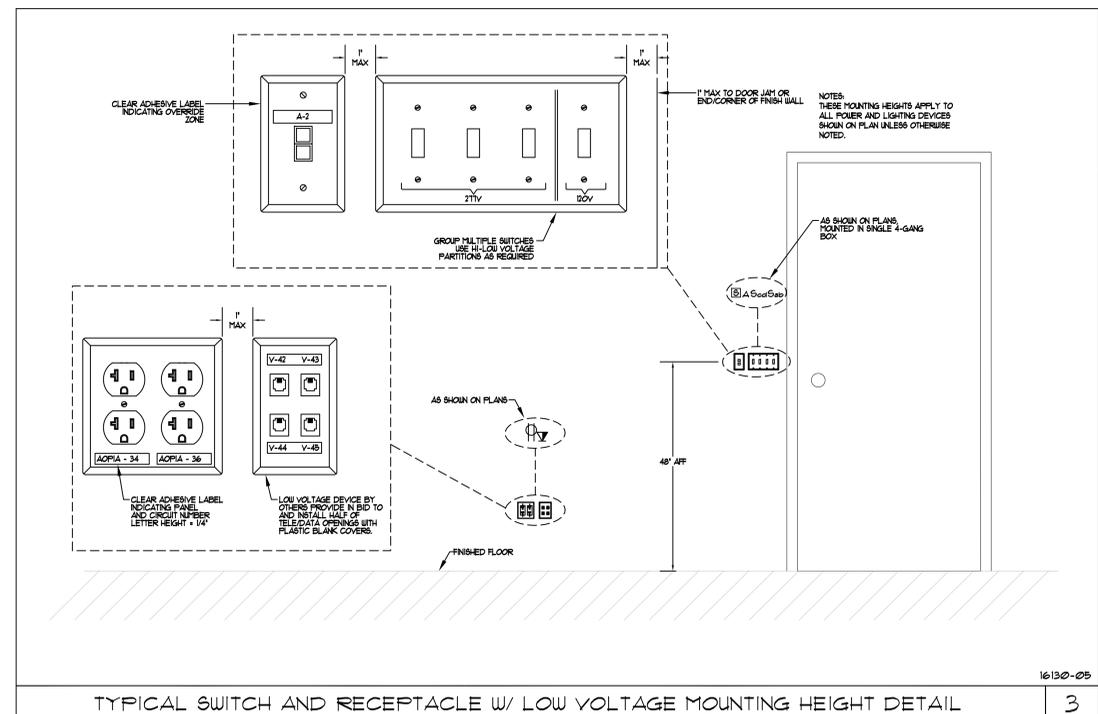 1"
MAX
1"
MAX
CLEAR ADHESIVE LABEL
INDICATING OVERRIDE
ZONE
A-2
277V
120V
GROUP MULTIPLE SWITCHES
USE HI-LOW VOLTAGE
PARTITIONS AS REQUIRED
1" MAX TO DOOR JAM OR
END/CORNER OF FINISH WALL
NOTES:
THESE MOUNTING HEIGHTS APPLY TO
ALL POWER AND LIGHTING DEVICES
SHOWN ON PLAN UNLESS OTHERWISE
NOTED.
AS SHOWN ON PLANS,
MOUNTED IN SINGLE 4-GANG
BOX
1"
MAX
V-42 V-43
V-44 V-45
AOP1A - 34
AOP1A - 36
CLEAR ADHESIVE LABEL
INDICATING PANEL
AND CIRCUIT NUMBER
LETTER HEIGHT = 1/4"
LOW VOLTAGE DEVICE BY
OTHERS PROVIDE IN BID TO
AND INSTALL HALF OF
TELE/DATA OPENINGS WITH
PLASTIC BLANK COVERS.
AS SHOWN ON PLANS
48" AFF
FINISHED FLOOR
16130-05
TYPICAL SWITCH AND RECEPTACLE W/ LOW VOLTAGE MOUNTING HEIGHT DETAIL
3